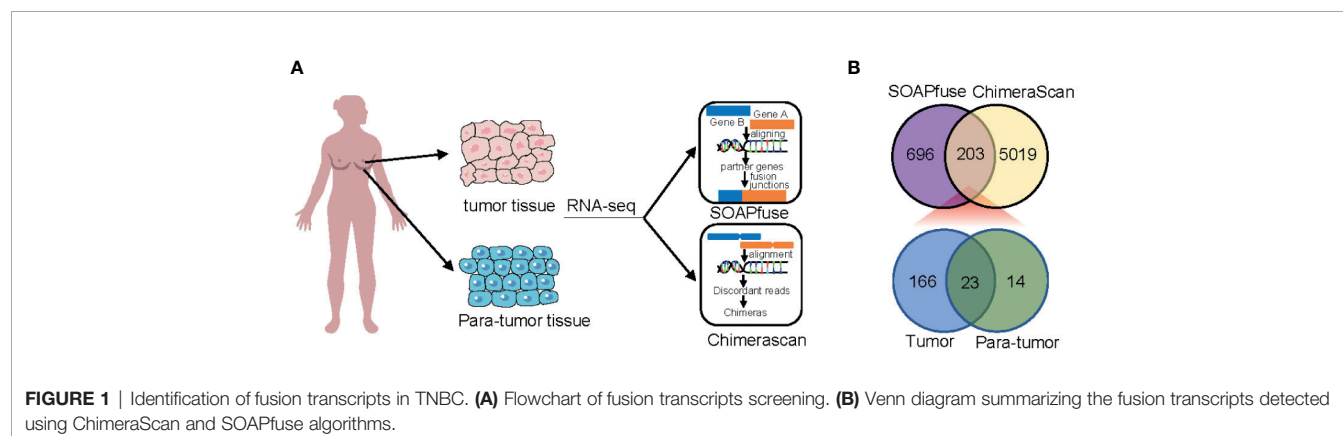 A
B
tumor tissue
Para-tumor tissue
RNA-seq
Gene B Gene A
aligning
partner genes
fusion
junctions
SOAPfuse
alignment
Discordant reads
Chimeras
Chimerascan
SOAPfuse ChimeraScan
696 203 5019
166 23 14
Tumor Para-tumor
FIGURE 1 | Identification of fusion transcripts in TNBC. (A) Flowchart of fusion transcripts screening. (B) Venn diagram summarizing the fusion transcripts detected
using ChimeraScan and SOAPfuse algorithms.